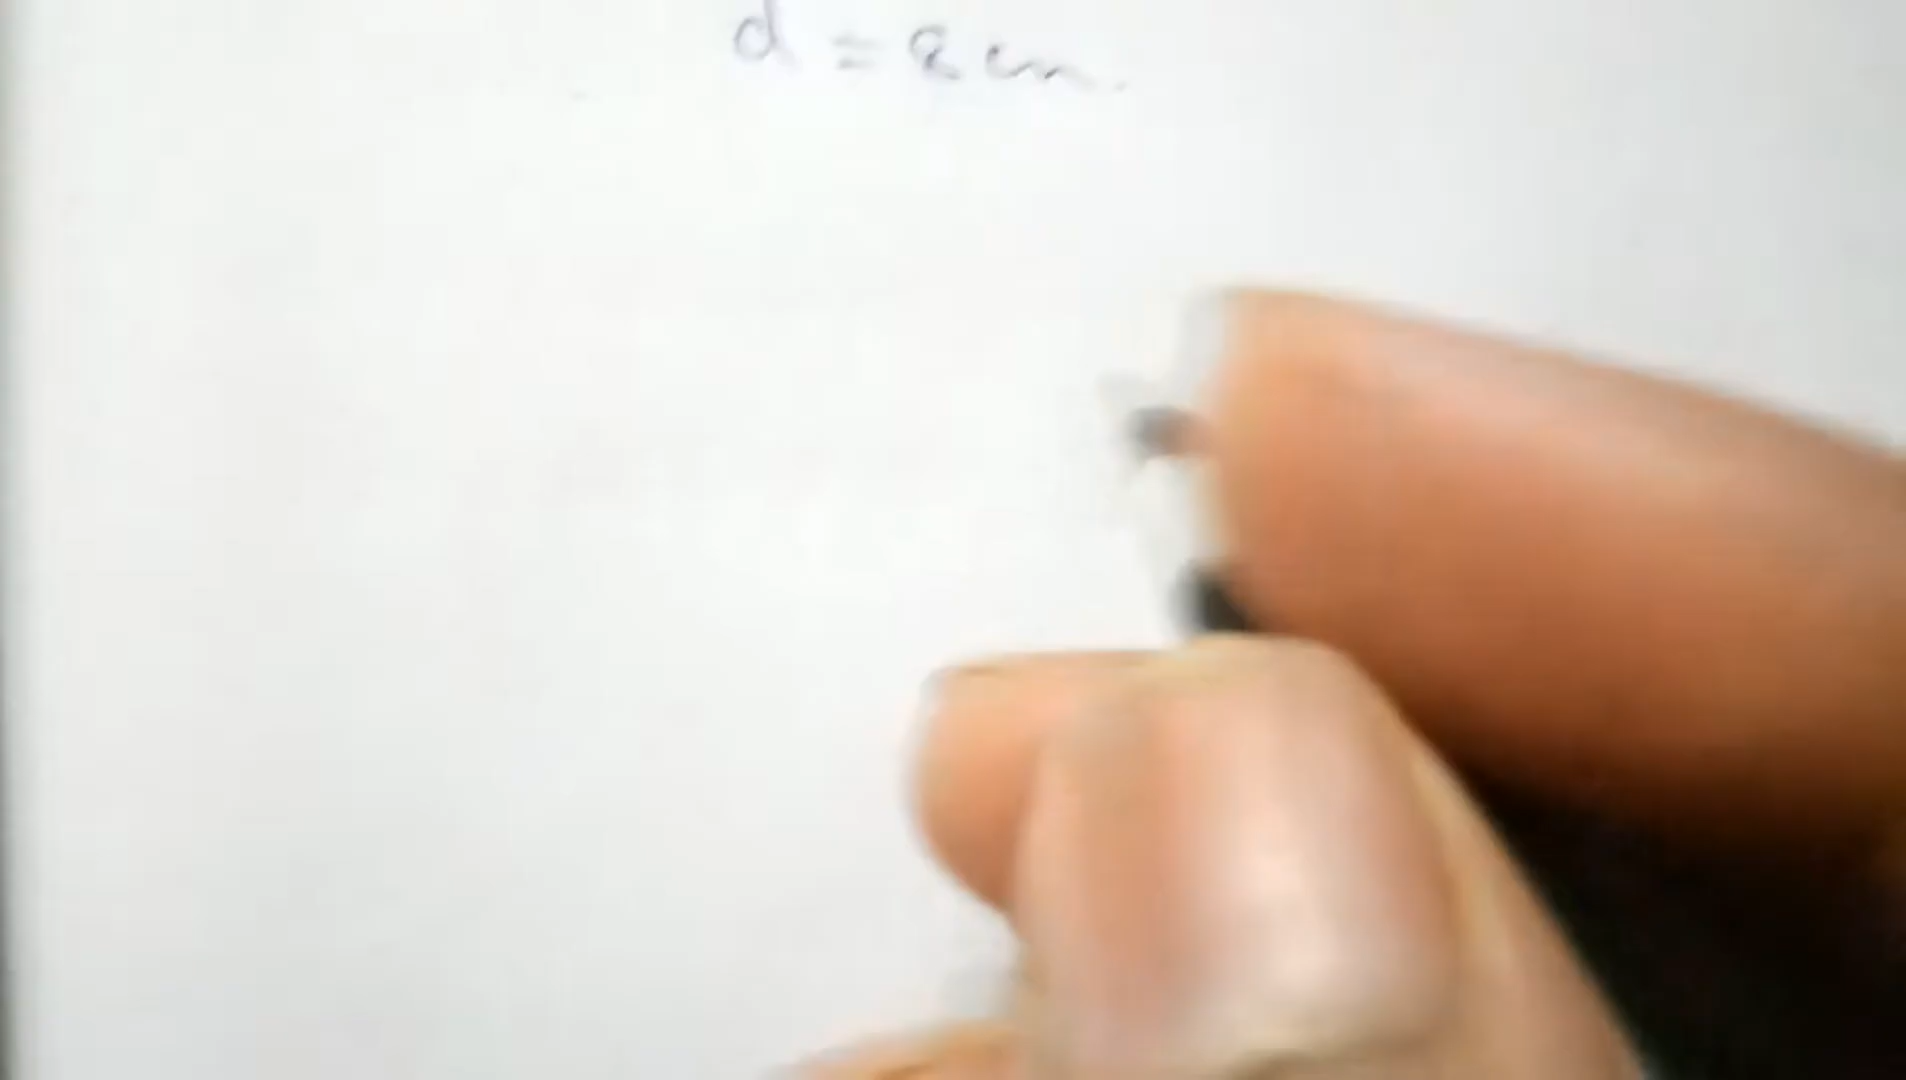 d = 8 cm.